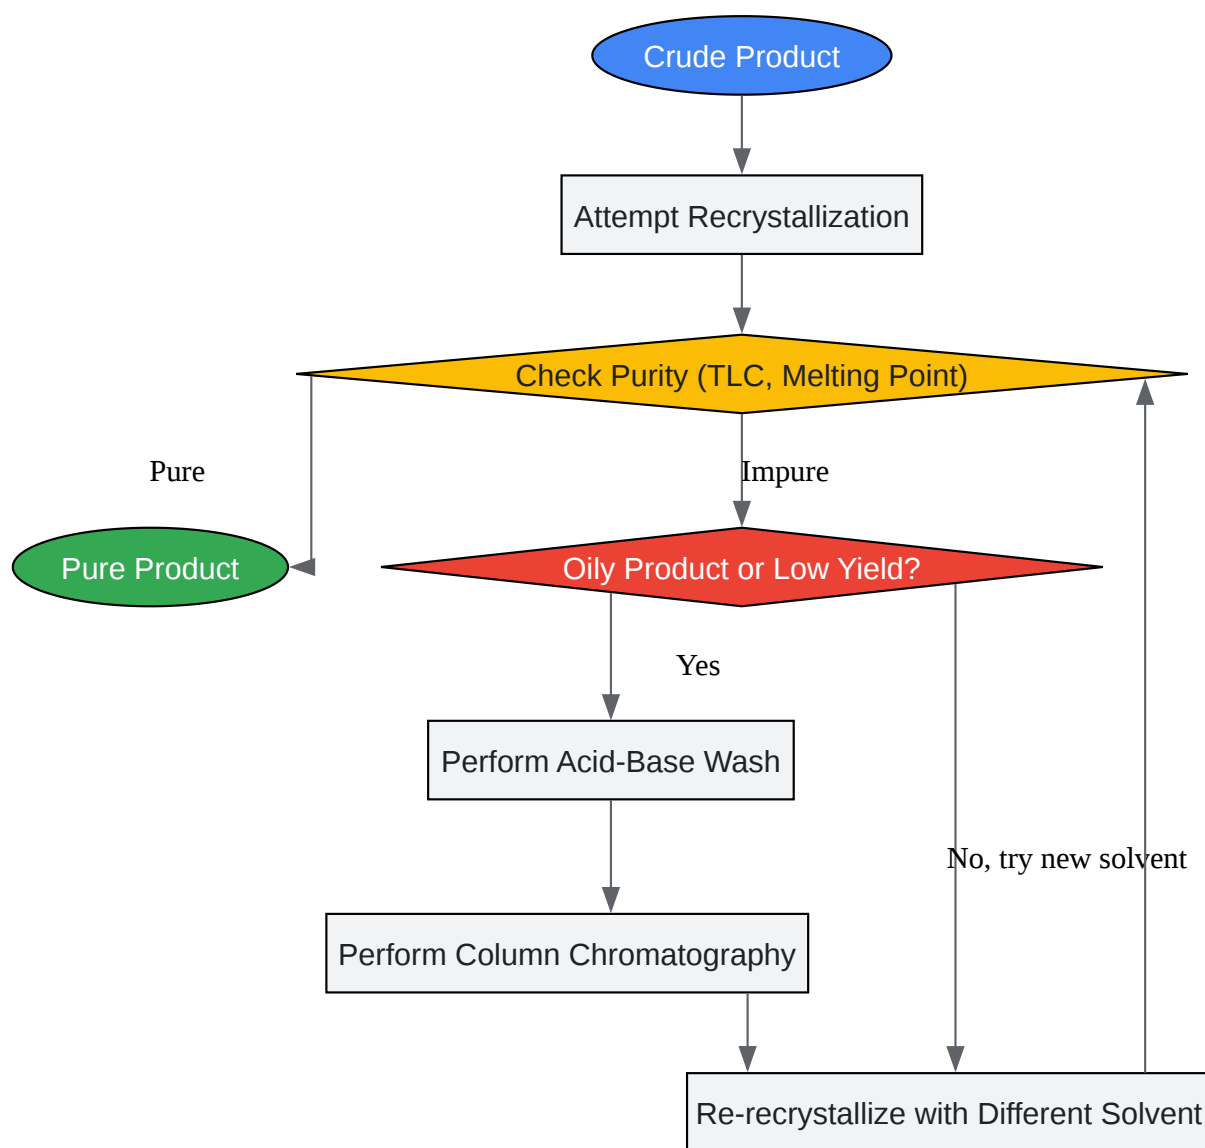 Crude Product
Attempt Recrystallization
Check Purity (TLC, Melting Point)
Pure
Impure
Pure Product
Oily Product or Low Yield?
Yes
Perform Acid-Base Wash
No, try new solvent
Perform Column Chromatography
Re-recrystallize with Different Solvent